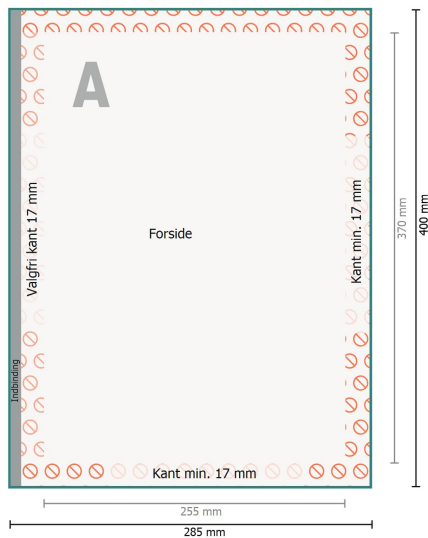 A
Forside
Valgfri kant 17 mm
Kant min. 17 mm
Indbinding
Kant min. 17 mm
370 mm
400 mm
255 mm
285 mm